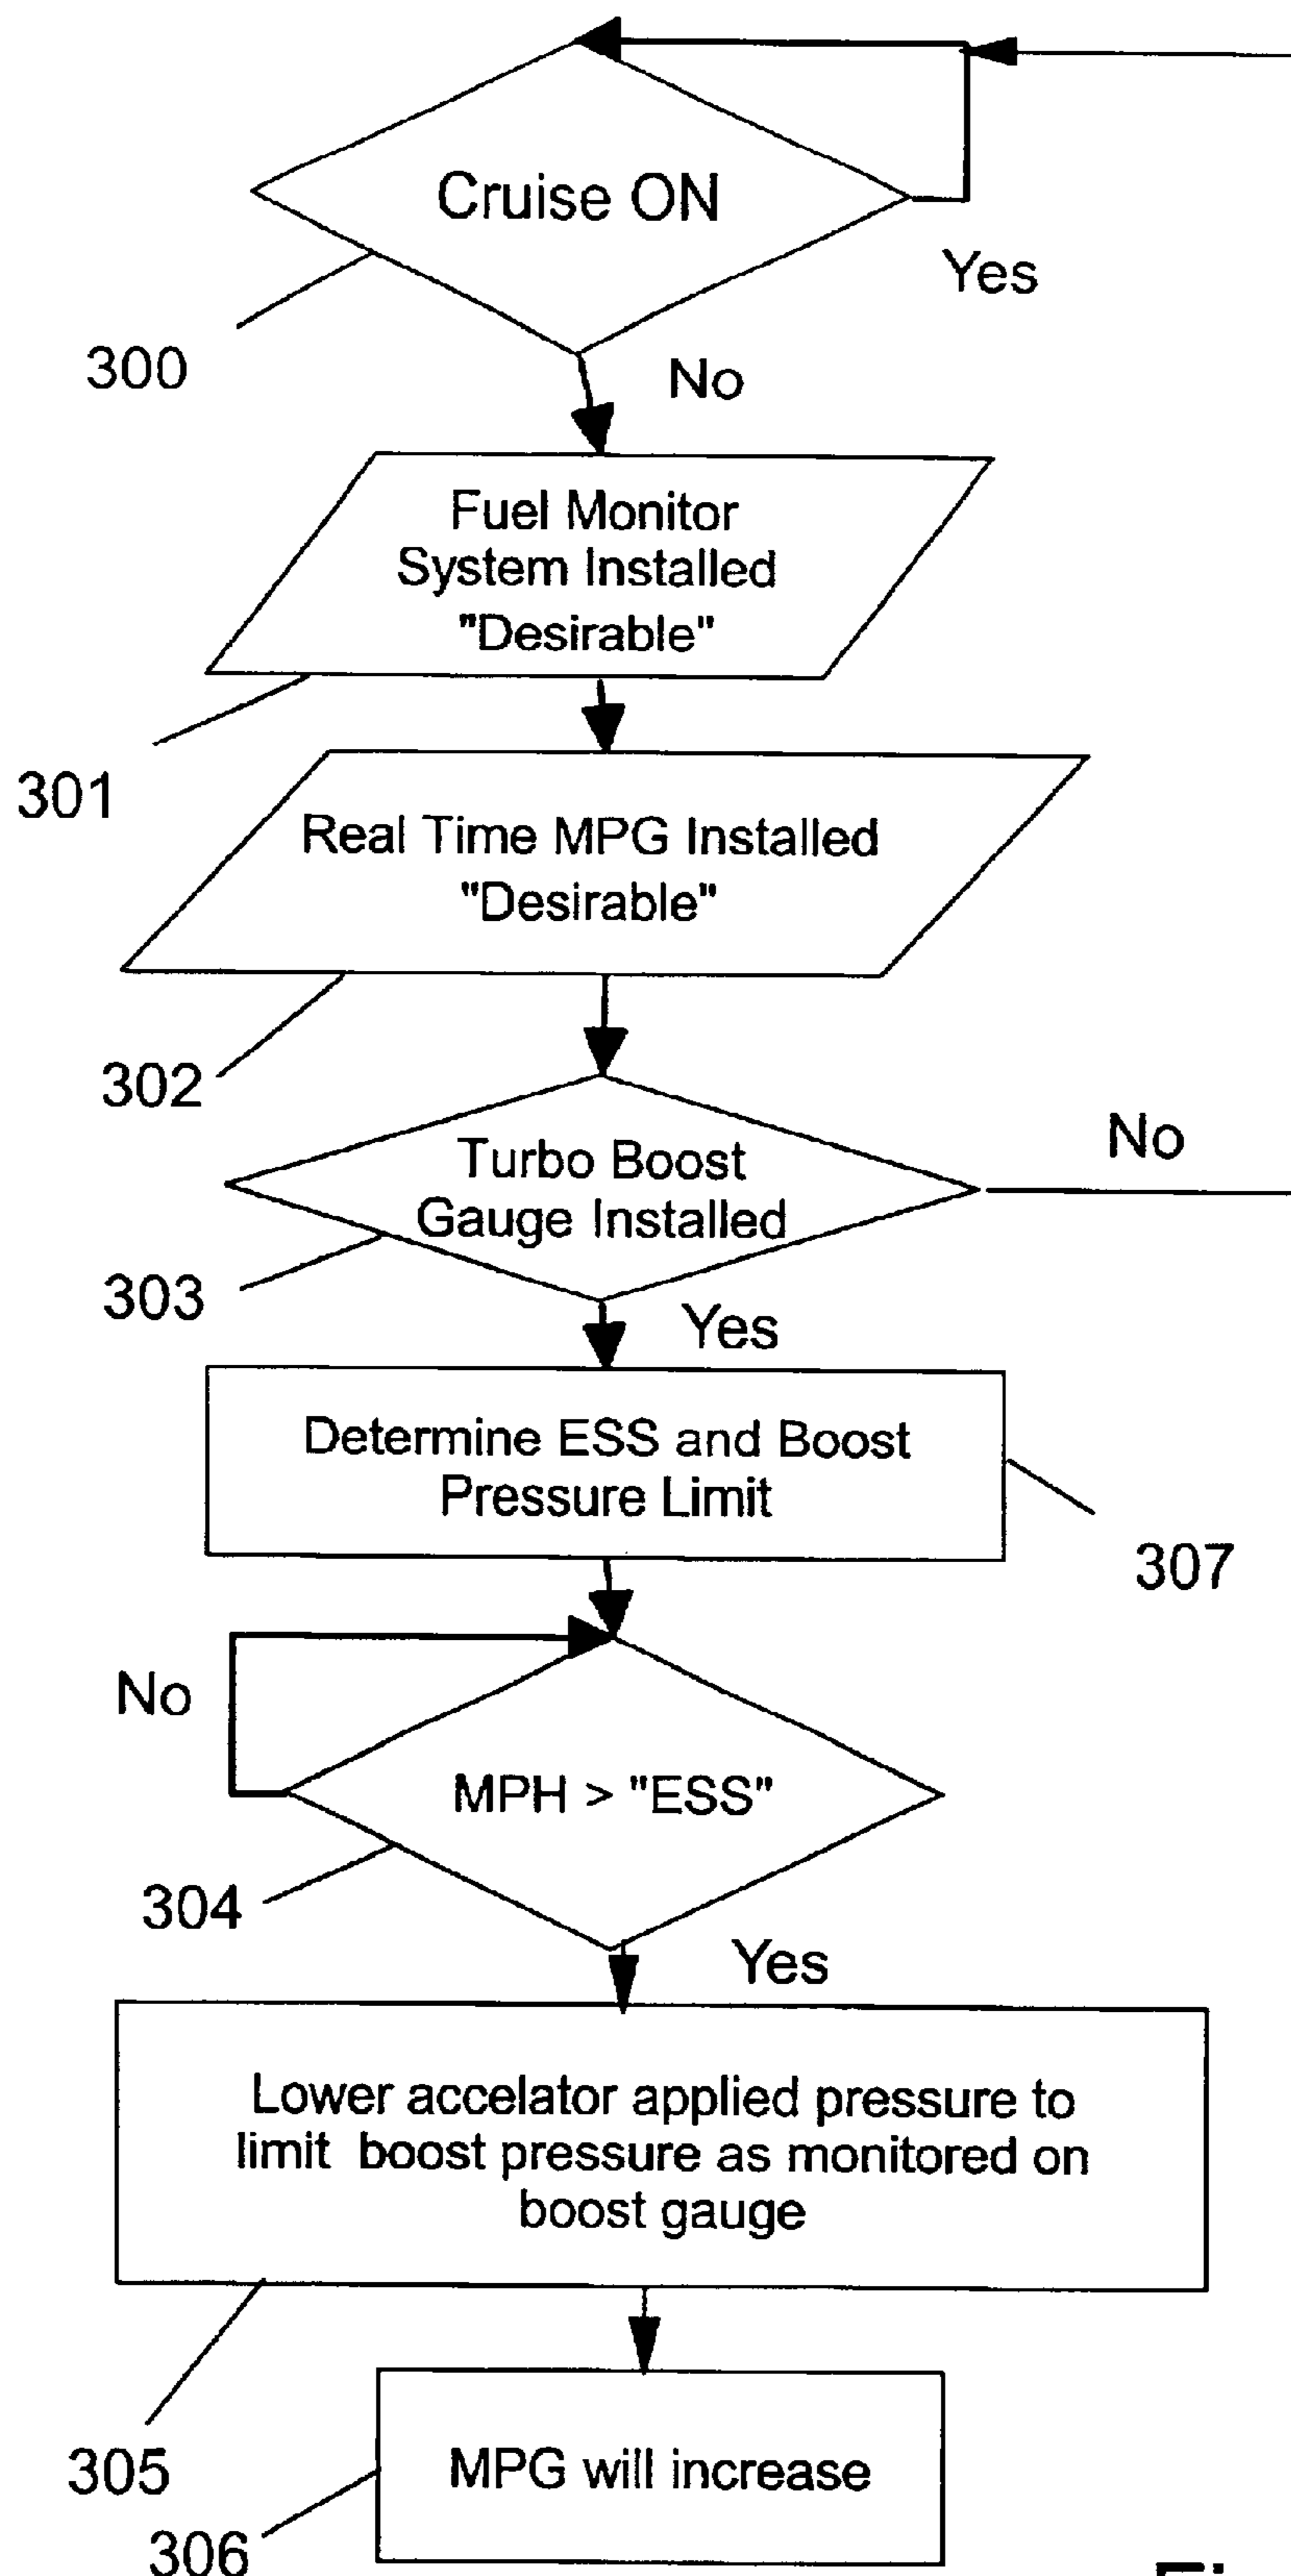 Cruise ON
Yes
300
No
Fuel Monitor
System Installed
"Desirable"
301
Real Time MPG Installed
"Desirable"
302
No
Turbo Boost
Gauge Installed
303
Yes
Determine ESS and Boost
Pressure Limit
307
No
MPH > "ESS"
304
Yes
Lower accelator applied pressure to
limit boost pressure as monitored on
boost gauge
305
MPG will increase
306